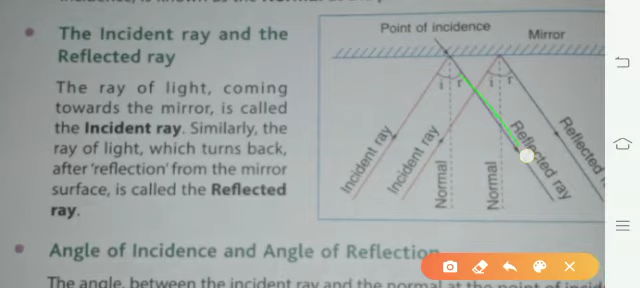 The Incident ray and the
Reflected ray
The ray of light, coming
towards the mirror, is called
the Incident ray. Similarly, the
ray of light, which turns back,
after 'reflection' from the mirror
surface, is called the Reflected
ray.
Point of incidence
Mirror
i r
i r
Incident ray
Incident ray
Normal
Normal
Reflected ray
Reflected
Angle of Incidence and Angle of Reflection
The angle, between the incident ray and the normal at the point of